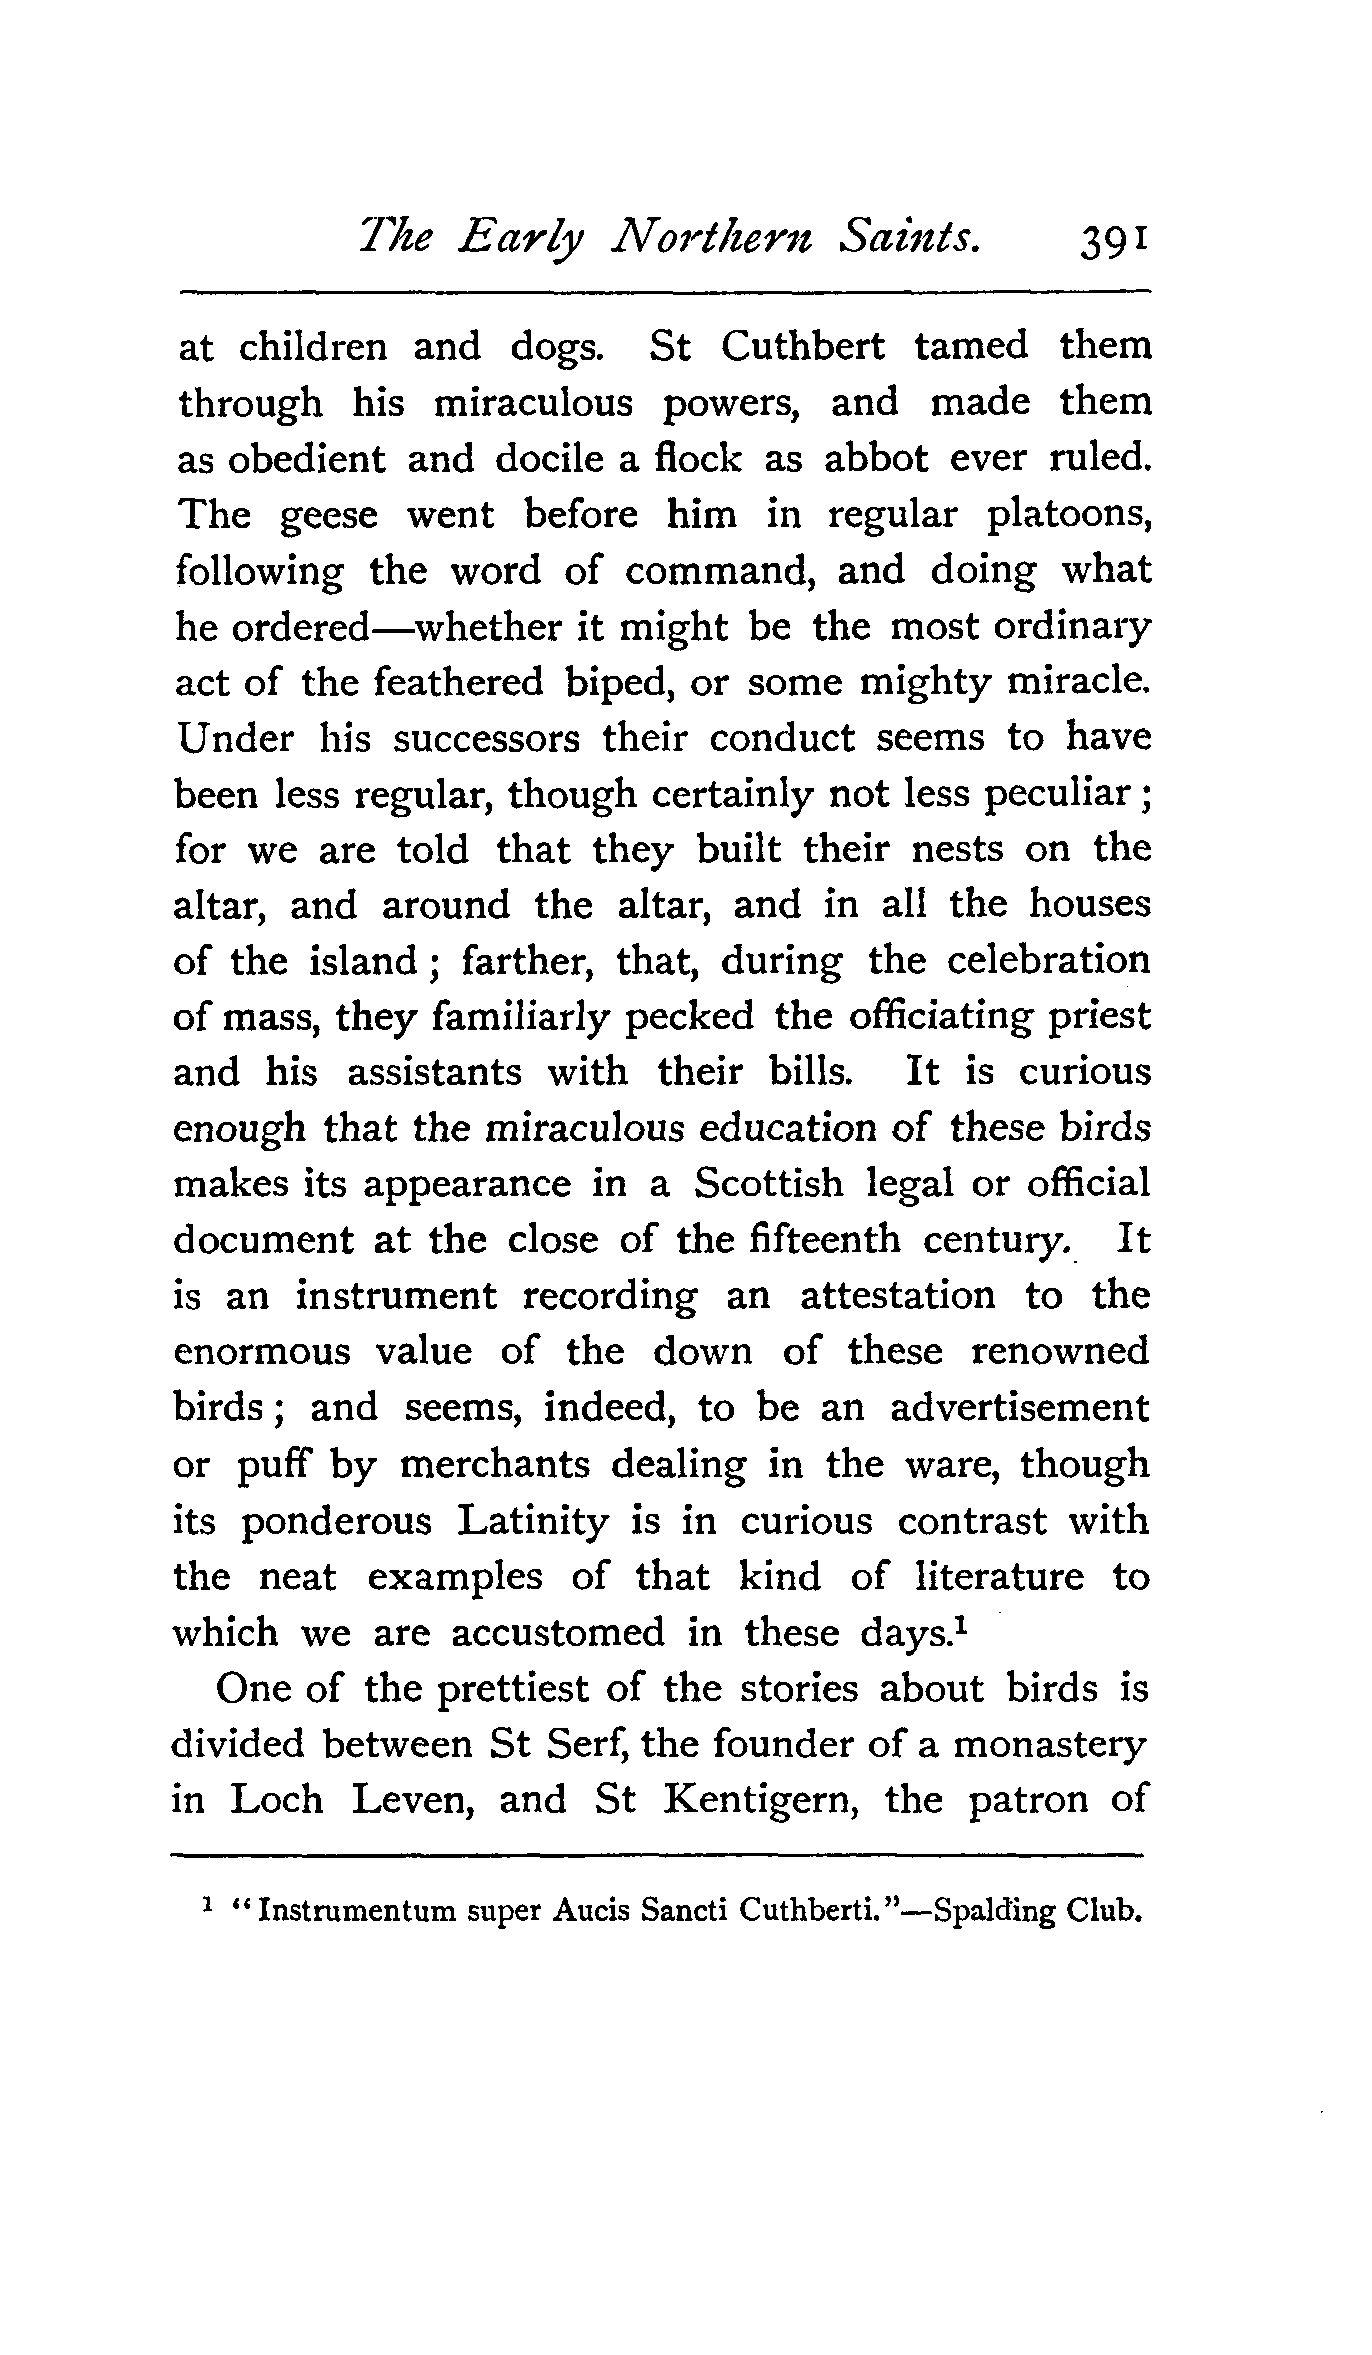 The Early Northern Saints. 391
at children and dogs. St Cuthbert tamed them
through his miraculous powers, and made them
as obedient and docile a flock as abbot ever ruled.
The geese went before him in regular platoons,
following the word of command, and doing what
he ordered—whether it might be the most ordinary
act of the feathered biped, or some mighty miracle.
Under his successors their conduct seems to have
been less regular, though certainly not less peculiar ;
for we are told that they built their nests on the
altar, and around the altar, and in all the houses
of the island ; farther, that, during the celebration
of mass, they familiarly pecked the officiating priest
and his assistants with their bills. It is curious
enough that the miraculous education of these birds
makes its appearance in a Scottish legal or official
document at the close of the fifteenth century. It
is an instrument recording an attestation to the
enormous value of the down of these renowned
birds ; and seems, indeed, to be an advertisement
or puff by merchants dealing in the ware, though
its ponderous Latinity is in curious contrast with
the neat examples of that kind of literature to
which we are accustomed in these days.¹
One of the prettiest of the stories about birds is
divided between St Serf, the founder of a monastery
in Loch Leven, and St Kentigern, the patron of
¹ “Instrumentum super Aucis Sancti Cuthberti.”—Spalding Club.